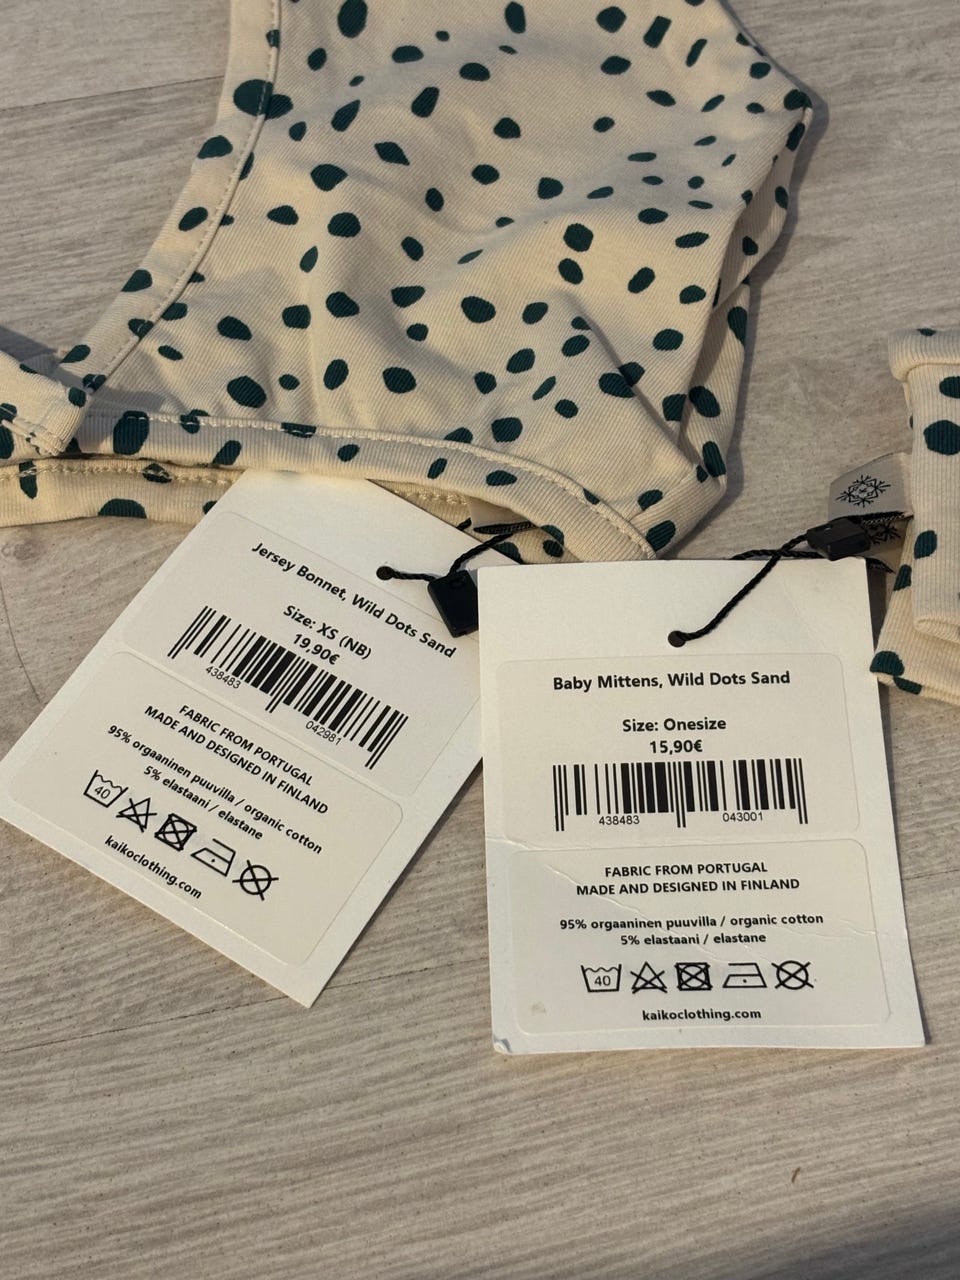 Jersey Bonnet, Wild Dots Sand
Size: XS (NB)
19,90€
438483 042981
FABRIC FROM PORTUGAL
MADE AND DESIGNED IN FINLAND
95% orgaaninen puuvilla / organic cotton
5% elastaani / elastane
40
kaikoclothing.com
Baby Mittens, Wild Dots Sand
Size: Onesize
15,90€
438483 043001
FABRIC FROM PORTUGAL
MADE AND DESIGNED IN FINLAND
95% orgaaninen puuvilla / organic cotton
5% elastaani / elastane
40
kaikoclothing.com